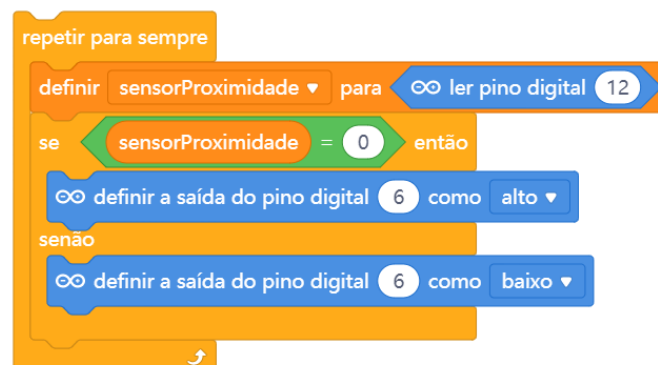 repetir para sempre
definir sensorProximidade para ler pino digital 12
se sensorProximidade = 0 então
definir a saída do pino digital 6 como alto
senão
definir a saída do pino digital 6 como baixo